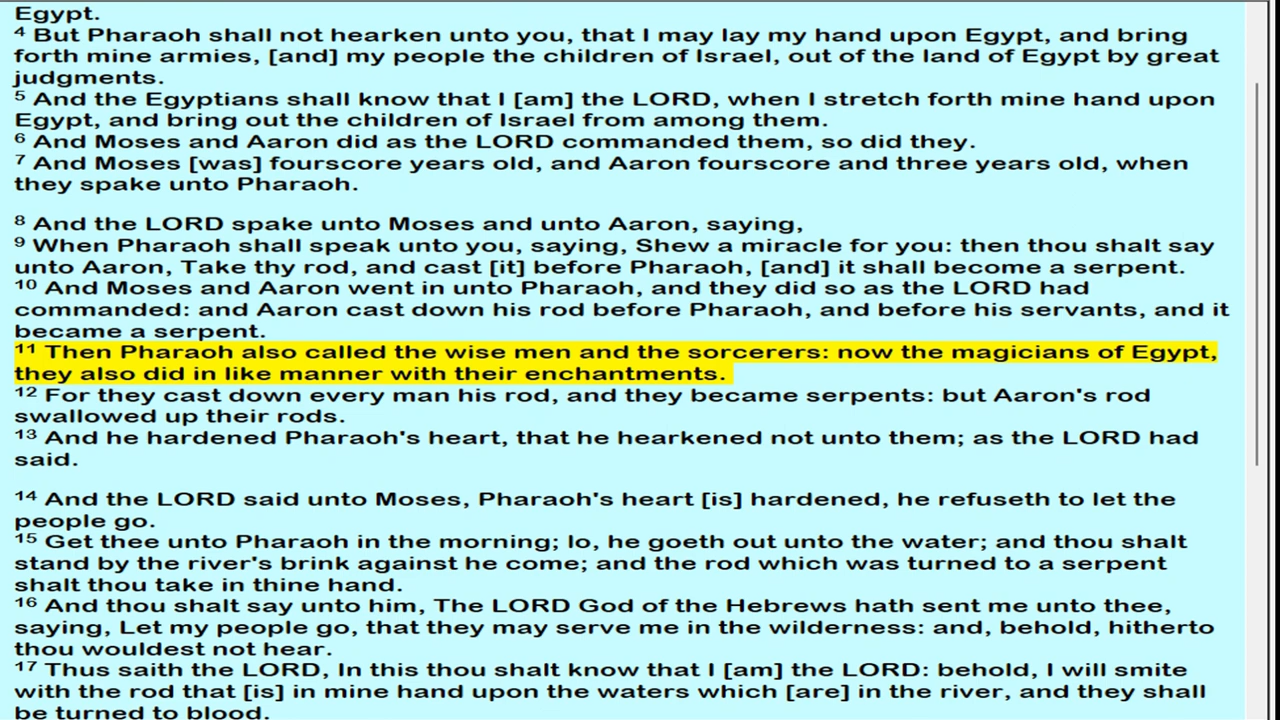 Egypt.
4 But Pharaoh shall not hearken unto you, that I may lay my hand upon Egypt, and bring
forth mine armies, [and] my people the children of Israel, out of the land of Egypt by great
judgments.
5 And the Egyptians shall know that I [am] the LORD, when I stretch forth mine hand upon
Egypt, and bring out the children of Israel from among them.
6 And Moses and Aaron did as the LORD commanded them, so did they.
7 And Moses [was] fourscore years old, and Aaron fourscore and three years old, when
they spake unto Pharaoh.
8 And the LORD spake unto Moses and unto Aaron, saying,
9 When Pharaoh shall speak unto you, saying, Shew a miracle for you: then thou shalt say
unto Aaron, Take thy rod, and cast [it] before Pharaoh, [and] it shall become a serpent.
10 And Moses and Aaron went in unto Pharaoh, and they did so as the LORD had
commanded: and Aaron cast down his rod before Pharaoh, and before his servants, and it
became a serpent.
11 Then Pharaoh also called the wise men and the sorcerers: now the magicians of Egypt,
they also did in like manner with their enchantments.
12 For they cast down every man his rod, and they became serpents: but Aaron's rod
swallowed up their rods.
13 And he hardened Pharaoh's heart, that he hearkened not unto them; as the LORD had
said.
14 And the LORD said unto Moses, Pharaoh's heart [is] hardened, he refuseth to let the
people go.
15 Get thee unto Pharaoh in the morning; lo, he goeth out unto the water; and thou shalt
stand by the river's brink against he come; and the rod which was turned to a serpent
shalt thou take in thine hand.
16 And thou shalt say unto him, The LORD God of the Hebrews hath sent me unto thee,
saying, Let my people go, that they may serve me in the wilderness: and, behold, hitherto
thou wouldest not hear.
17 Thus saith the LORD, In this thou shalt know that I [am] the LORD: behold, I will smite
with the rod that [is] in mine hand upon the waters which [are] in the river, and they shall
be turned to blood.